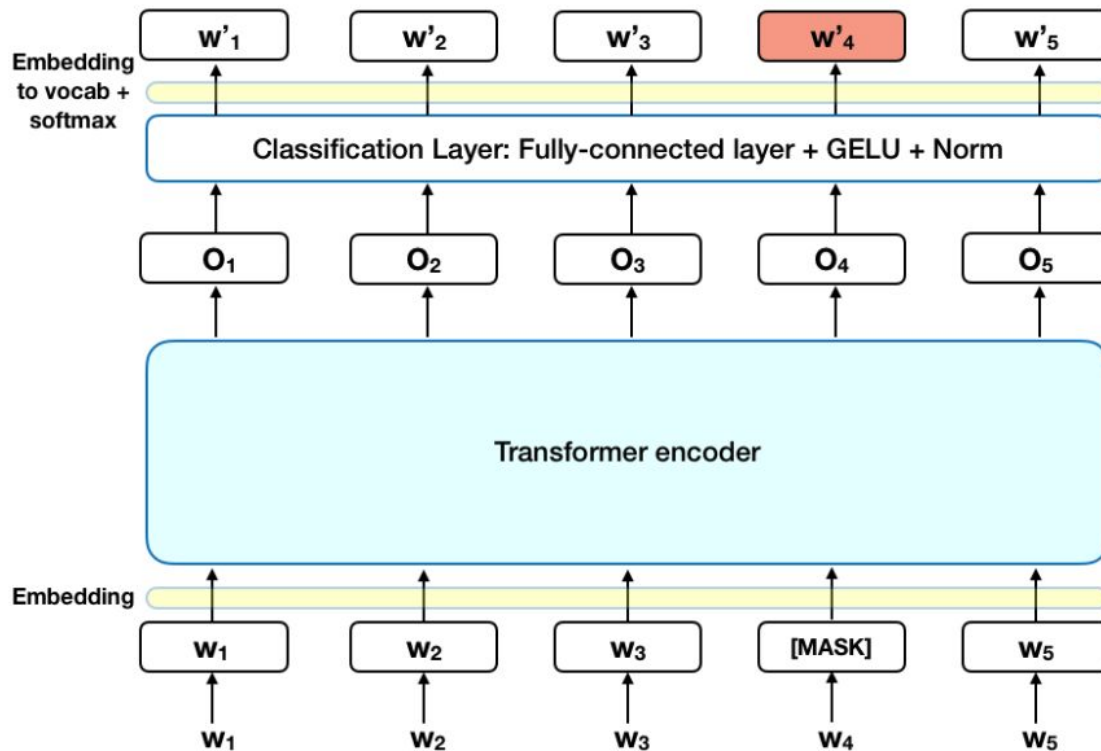 w’₁ w’₂ w’₃ w’₄ w’₅
Embedding
to vocab +
softmax
Classification Layer: Fully-connected layer + GELU + Norm
O₁ O₂ O₃ O₄ O₅
Transformer encoder
Embedding
w₁ w₂ w₃ [MASK] w₅
w₁ w₂ w₃ w₄ w₅